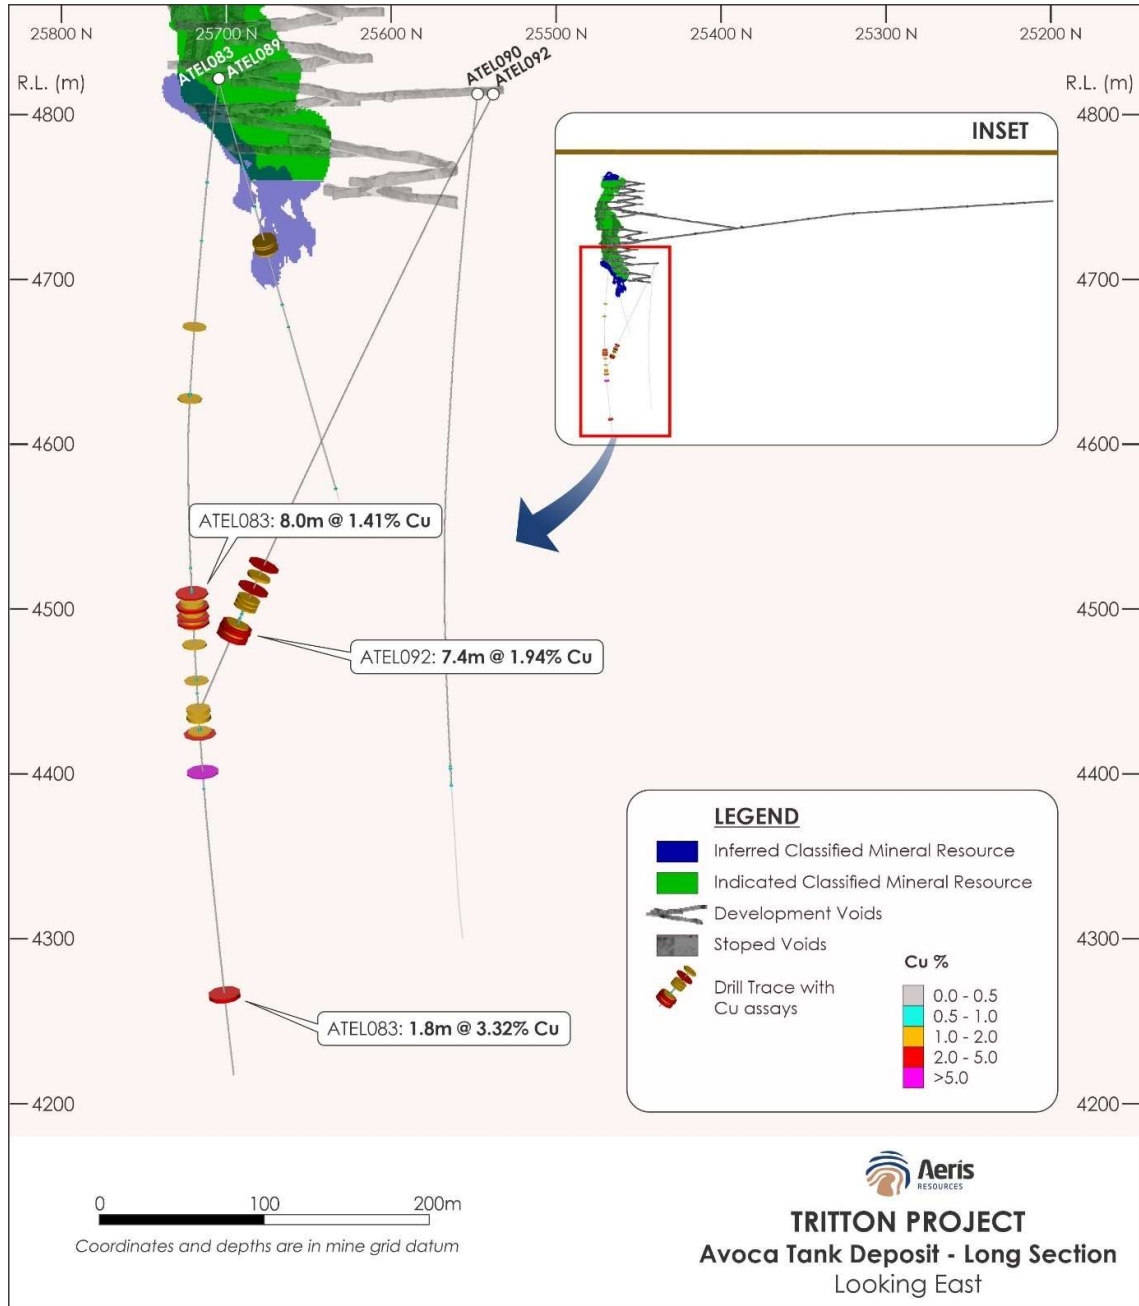 25800 N
25700 N
25600 N
25500 N
25400 N
25300 N
25200 N
R.L. (m)
R.L. (m)
ATEL083
ATEL089
ATEL090
ATEL092
4800
4800
INSET
4700
4700
4600
4600
ATEL083: 8.0m @ 1.41% Cu
4500
4500
ATEL092: 7.4m @ 1.94% Cu
4400
4400
LEGEND
Inferred Classified Mineral Resource
Indicated Classified Mineral Resource
Development Voids
Stoped Voids
Drill Trace with
Cu assays
Cu %
0.0 - 0.5
0.5 - 1.0
1.0 - 2.0
2.0 - 5.0
>5.0
4300
4300
ATEL083: 1.8m @ 3.32% Cu
4200
4200
0 100 200m
Coordinates and depths are in mine grid datum
Aeris
RESOURCES
TRITTON PROJECT
Avoca Tank Deposit - Long Section
Looking East